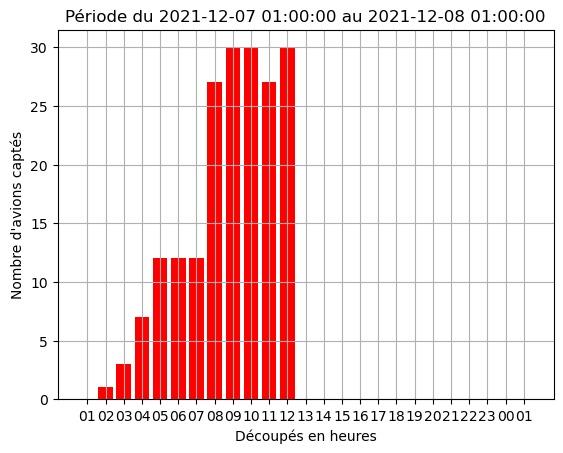 Période du 2021-12-07 01:00:00 au 2021-12-08 01:00:00
30
25
20
15
10
5
0
Nombre d'avions captés
01 02 03 04 05 06 07 08 09 10 11 12 13 14 15 16 17 18 19 20 21 22 23 00 01
Découpés en heures